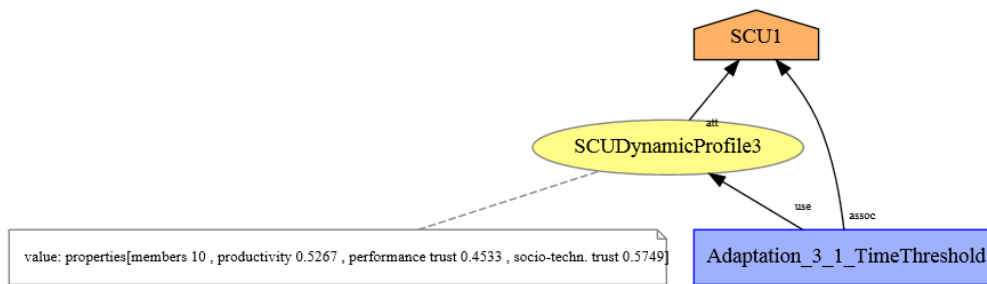 SCU1
att
SCUDynamicProfile3
use
assoc
value: properties[members 10 , productivity 0.5267 , performance trust 0.4533 , socio-techn. trust 0.5749]
Adaptation_3_1_TimeThreshold